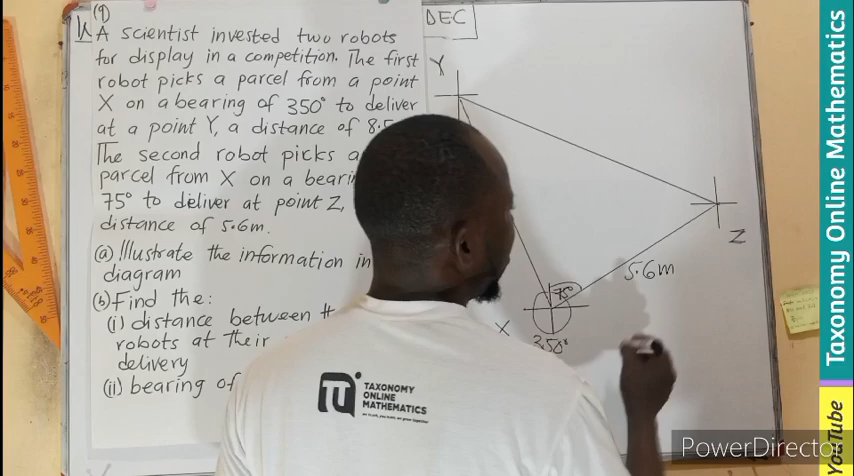 (9)
A scientist invested two robots
for display in a competition. The first
robot picks a parcel from a point
X on a bearing of 350° to deliver
at a point Y, a distance of 8.5
The second robot picks a
parcel from X on a
75° to deliver at point Z,
distance of 5.6m.
(a) Illustrate the information in
diagram
(b) Find the:
(i) distance between
robots at their
delivery
(ii) bearing of
DEC
Y
Z
5.6m
75°
X
350°
TAXONOMY
ONLINE
MATHEMATICS
PowerDirector
Taxonomy Online Mathematics
YouTube